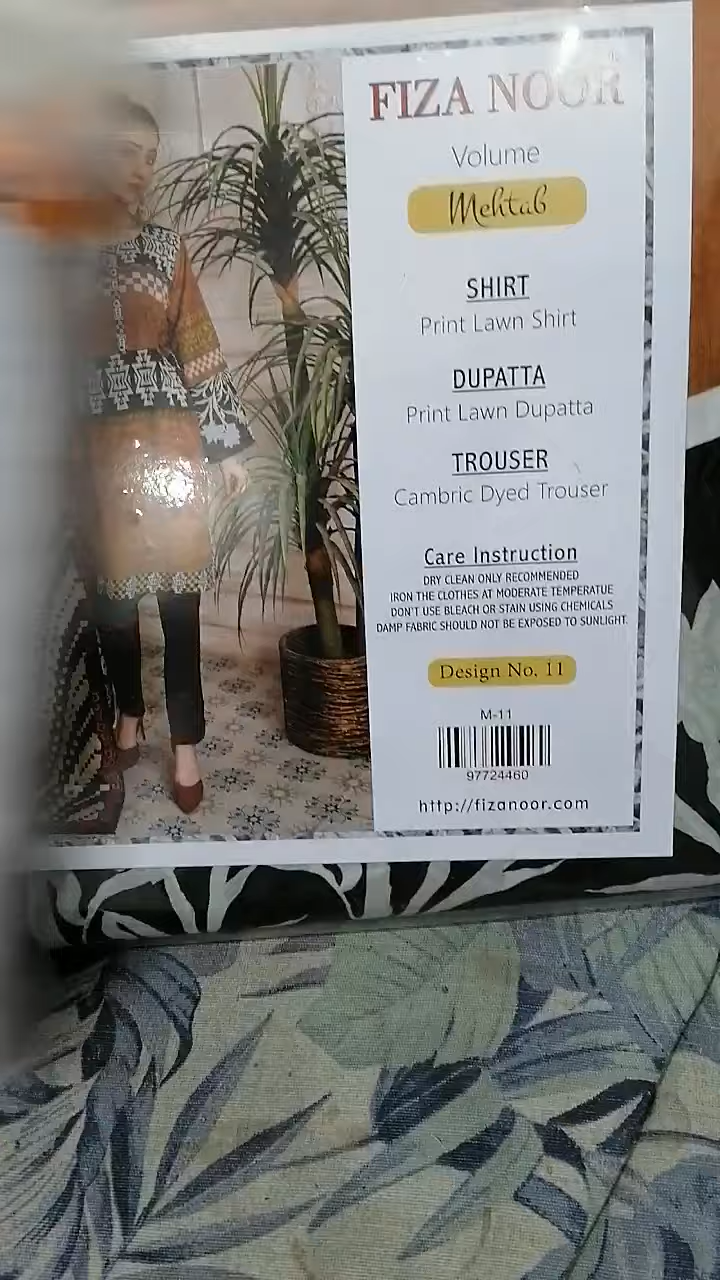 FIZA NOOR
Volume
Mehtab
SHIRT
Print Lawn Shirt
DUPATTA
Print Lawn Dupatta
TROUSER
Cambric Dyed Trouser
Care Instruction
DRY CLEAN ONLY RECOMMENDED
IRON THE CLOTHES AT MODERATE TEMPERATUE
DON'T USE BLEACH OR STAIN USING CHEMICALS
DAMP FABRIC SHOULD NOT BE EXPOSED TO SUNLIGHT.
Design No. 11
M-11
97724460
http://fizanoor.com